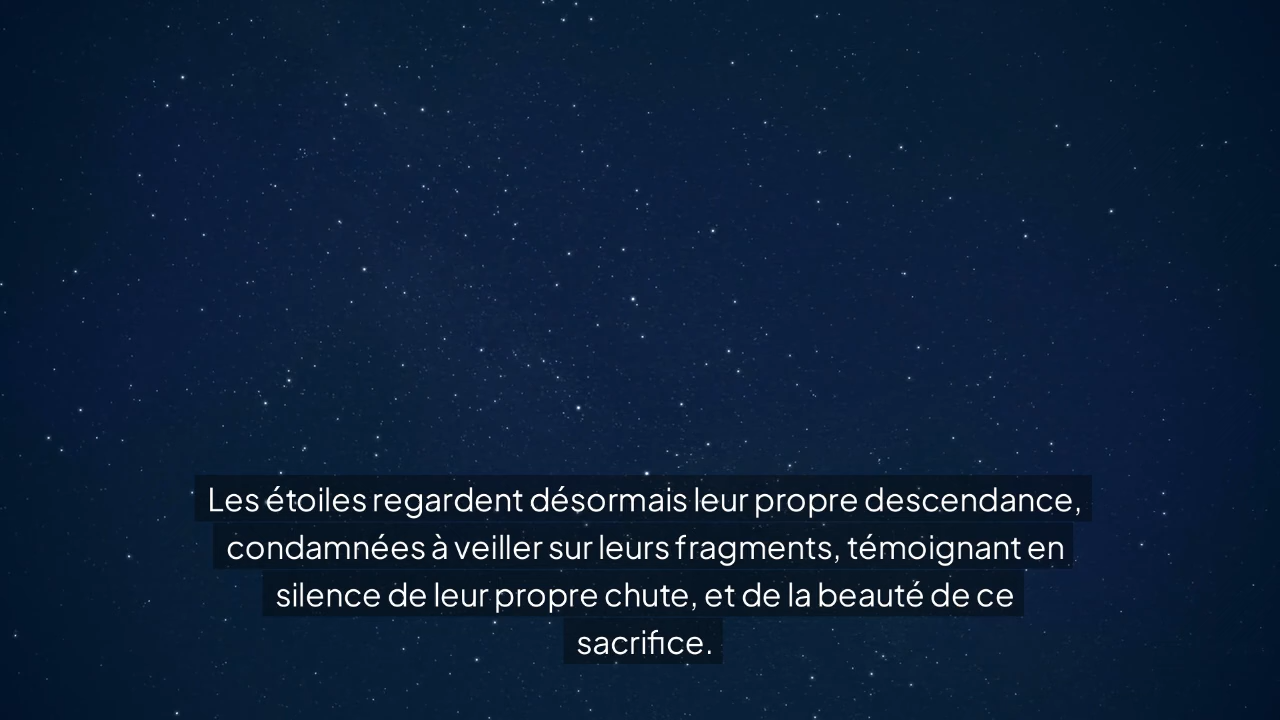 Les étoiles regardent désormais leur propre descendance,
condamnées à veiller sur leurs fragments, témoignant en
silence de leur propre chute, et de la beauté de ce
sacrifice.